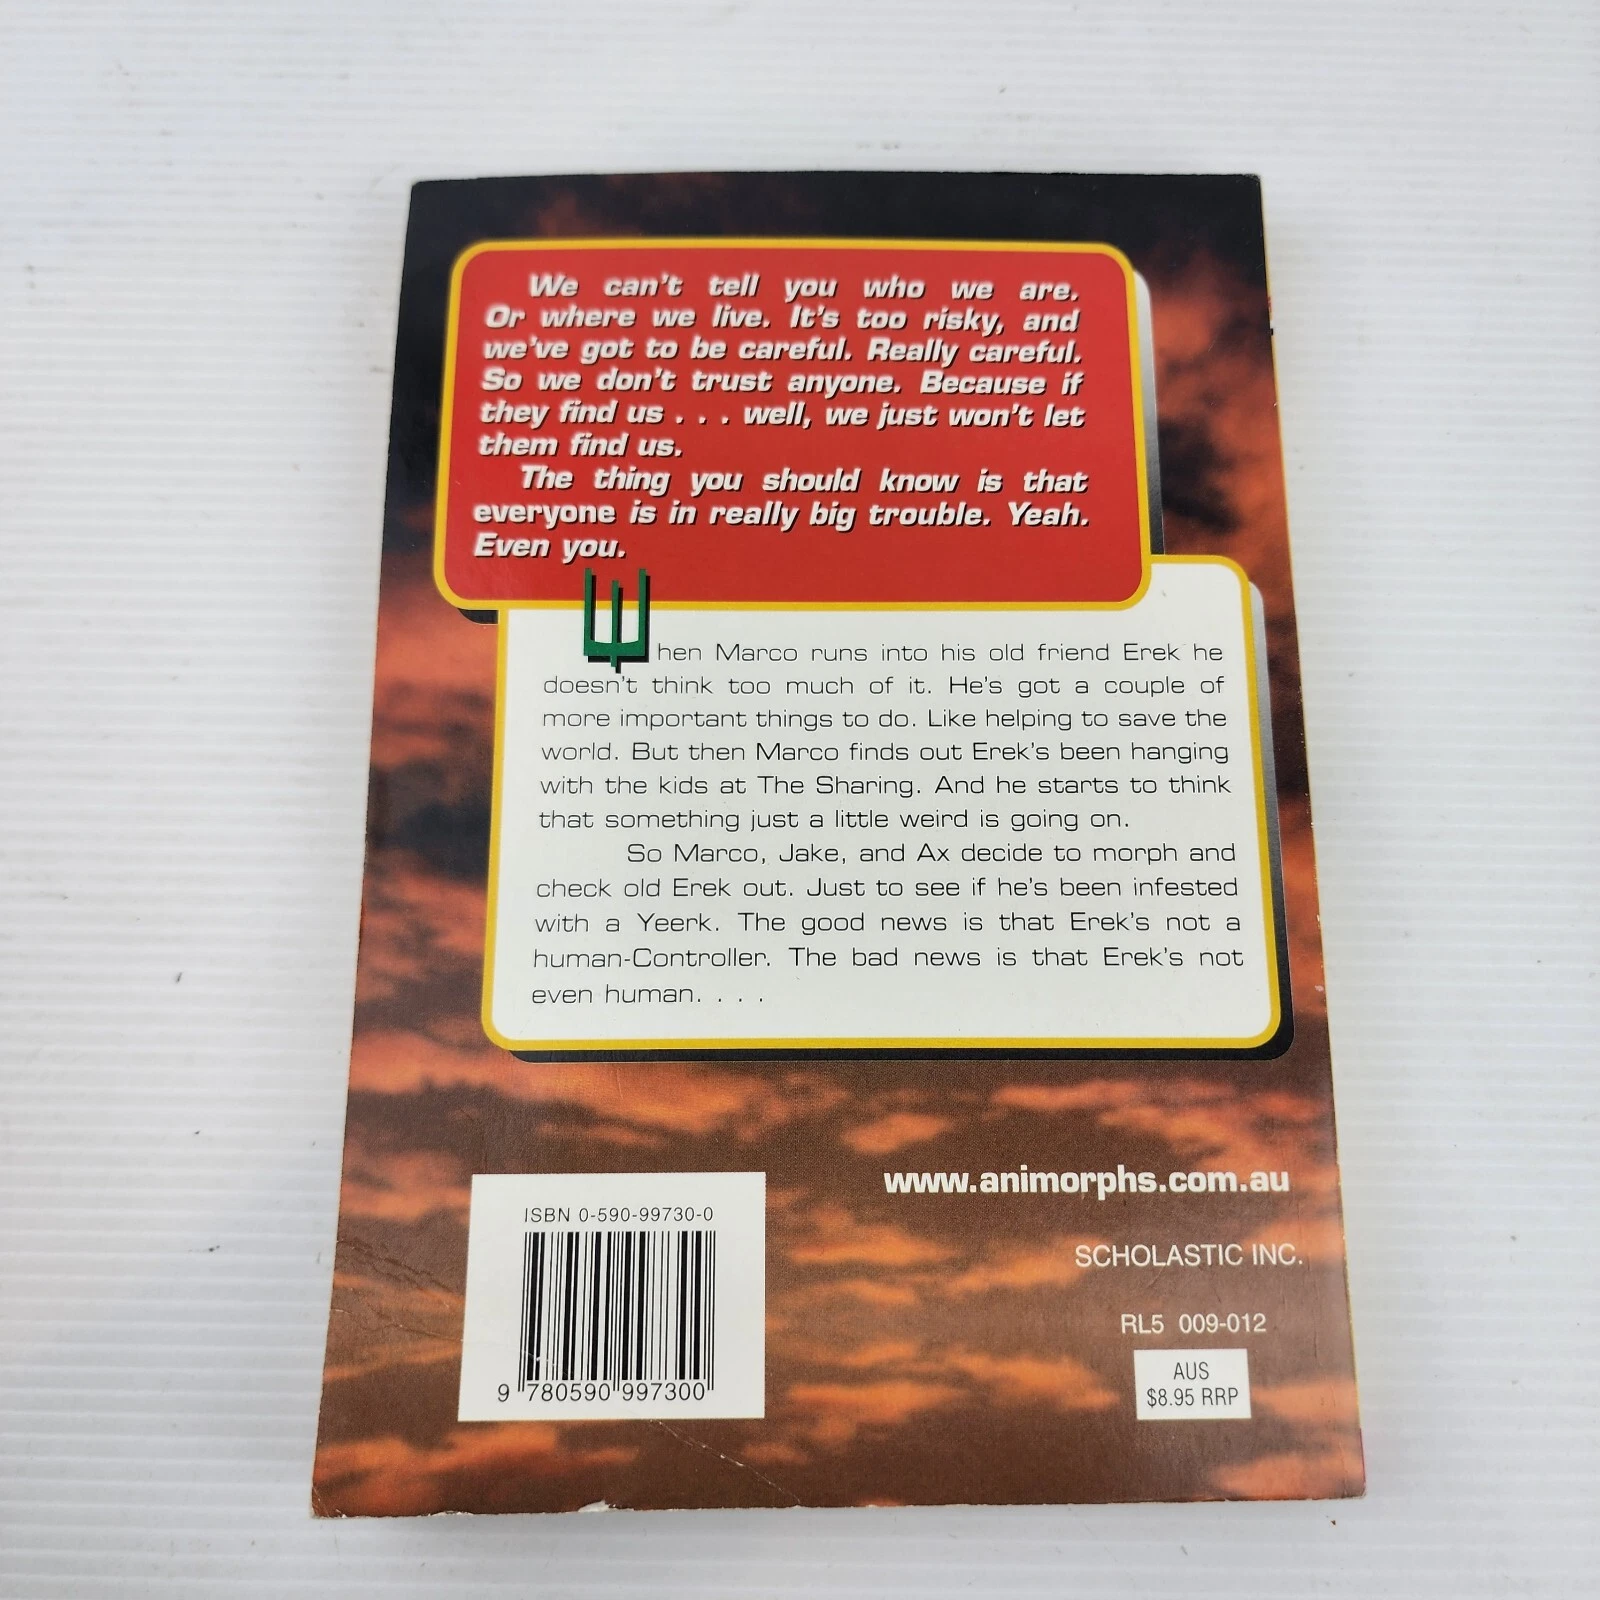 We can't tell you who we are.
Or where we live. It's too risky, and
we've got to be careful. Really careful.
So we don't trust anyone. Because if
they find us . . . well, we just won't let
them find us.
The thing you should know is that
everyone is in really big trouble. Yeah.
Even you.
When Marco runs into his old friend Erek he
doesn't think too much of it. He's got a couple of
more important things to do. Like helping to save the
world. But then Marco finds out Erek's been hanging
with the kids at The Sharing. And he starts to think
that something just a little weird is going on.
So Marco, Jake, and Ax decide to morph and
check old Erek out. Just to see if he's been infested
with a Yeerk. The good news is that Erek's not a
human-Controller. The bad news is that Erek's not
even human. . . .
www.animorphs.com.au
SCHOLASTIC INC.
RL5 009-012
AUS
$8.95 RRP
ISBN 0-590-99730-0
9 780590 997300